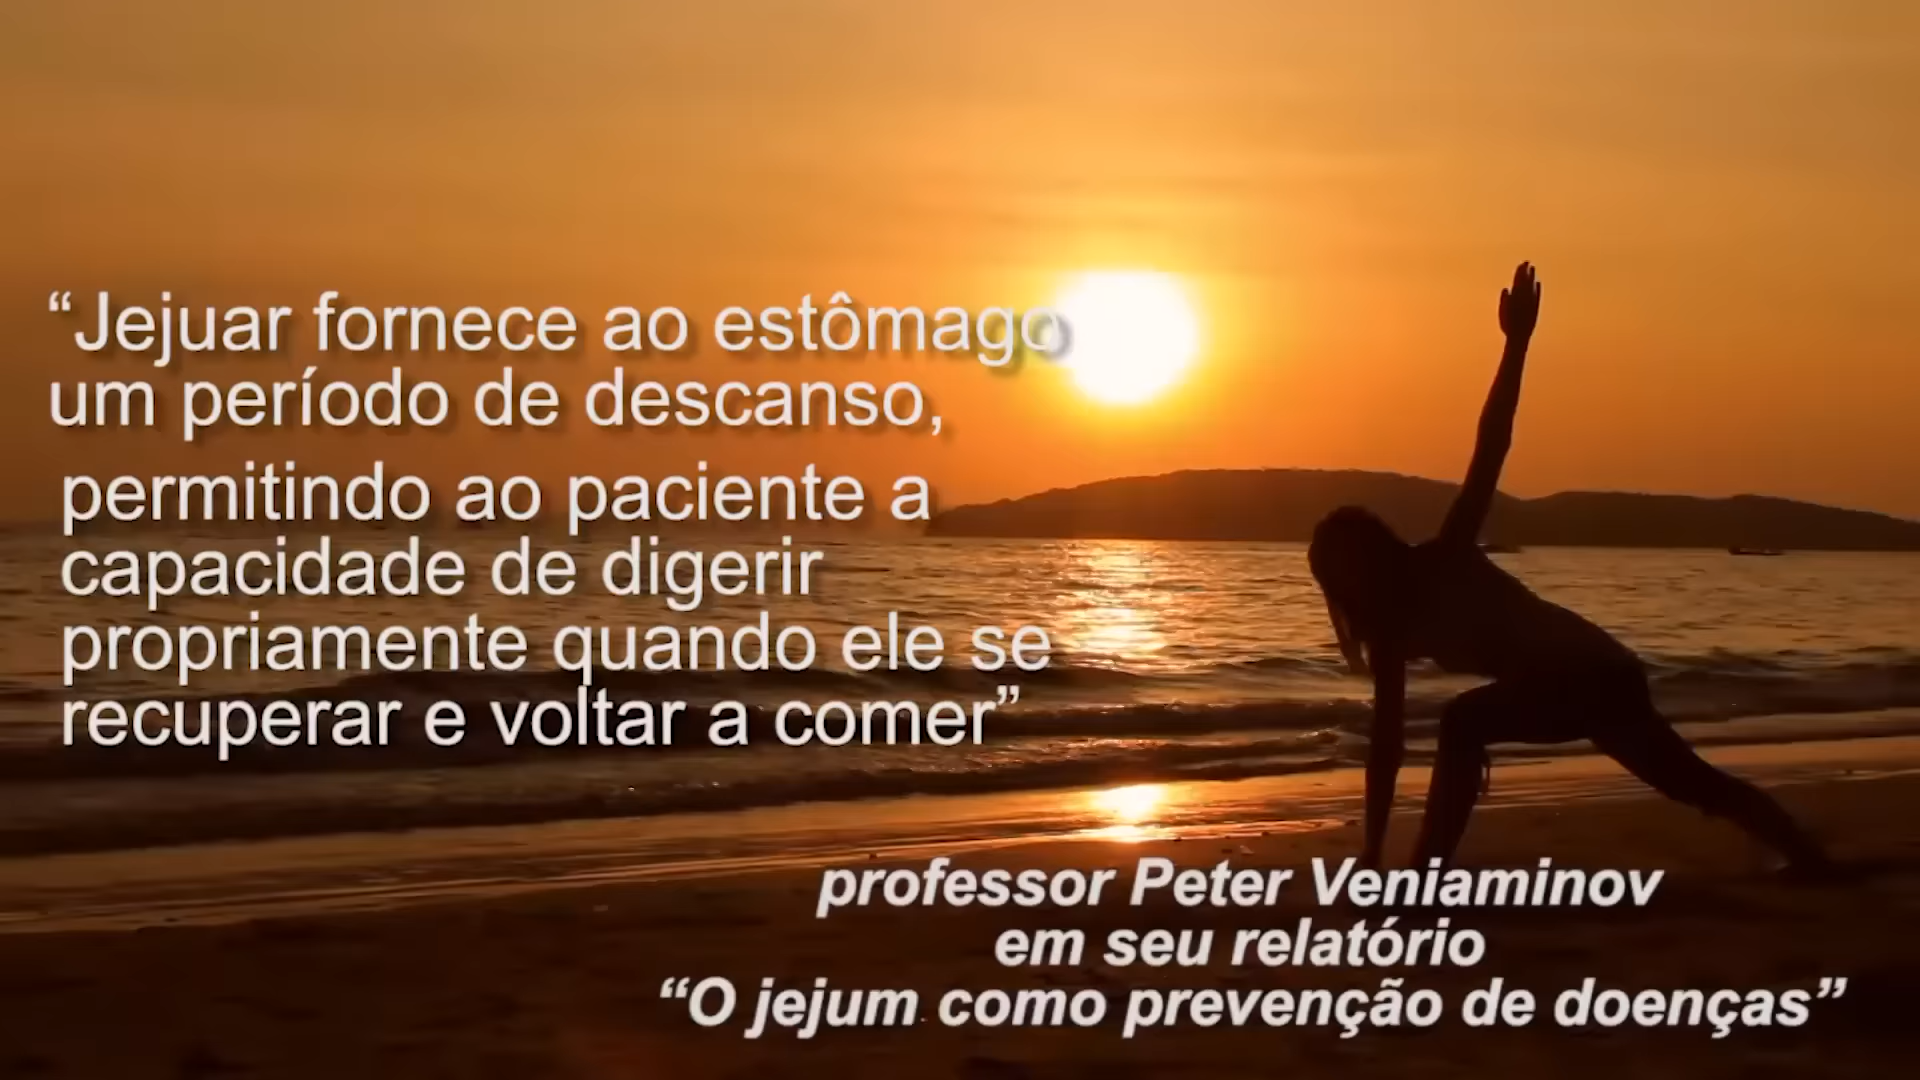 “Jejuar fornece ao estômago
um período de descanso,
permitindo ao paciente a
capacidade de digerir
propriamente quando ele se
recuperar e voltar a comer”
professor Peter Veniaminov
em seu relatório
“O jejum como prevenção de doenças”